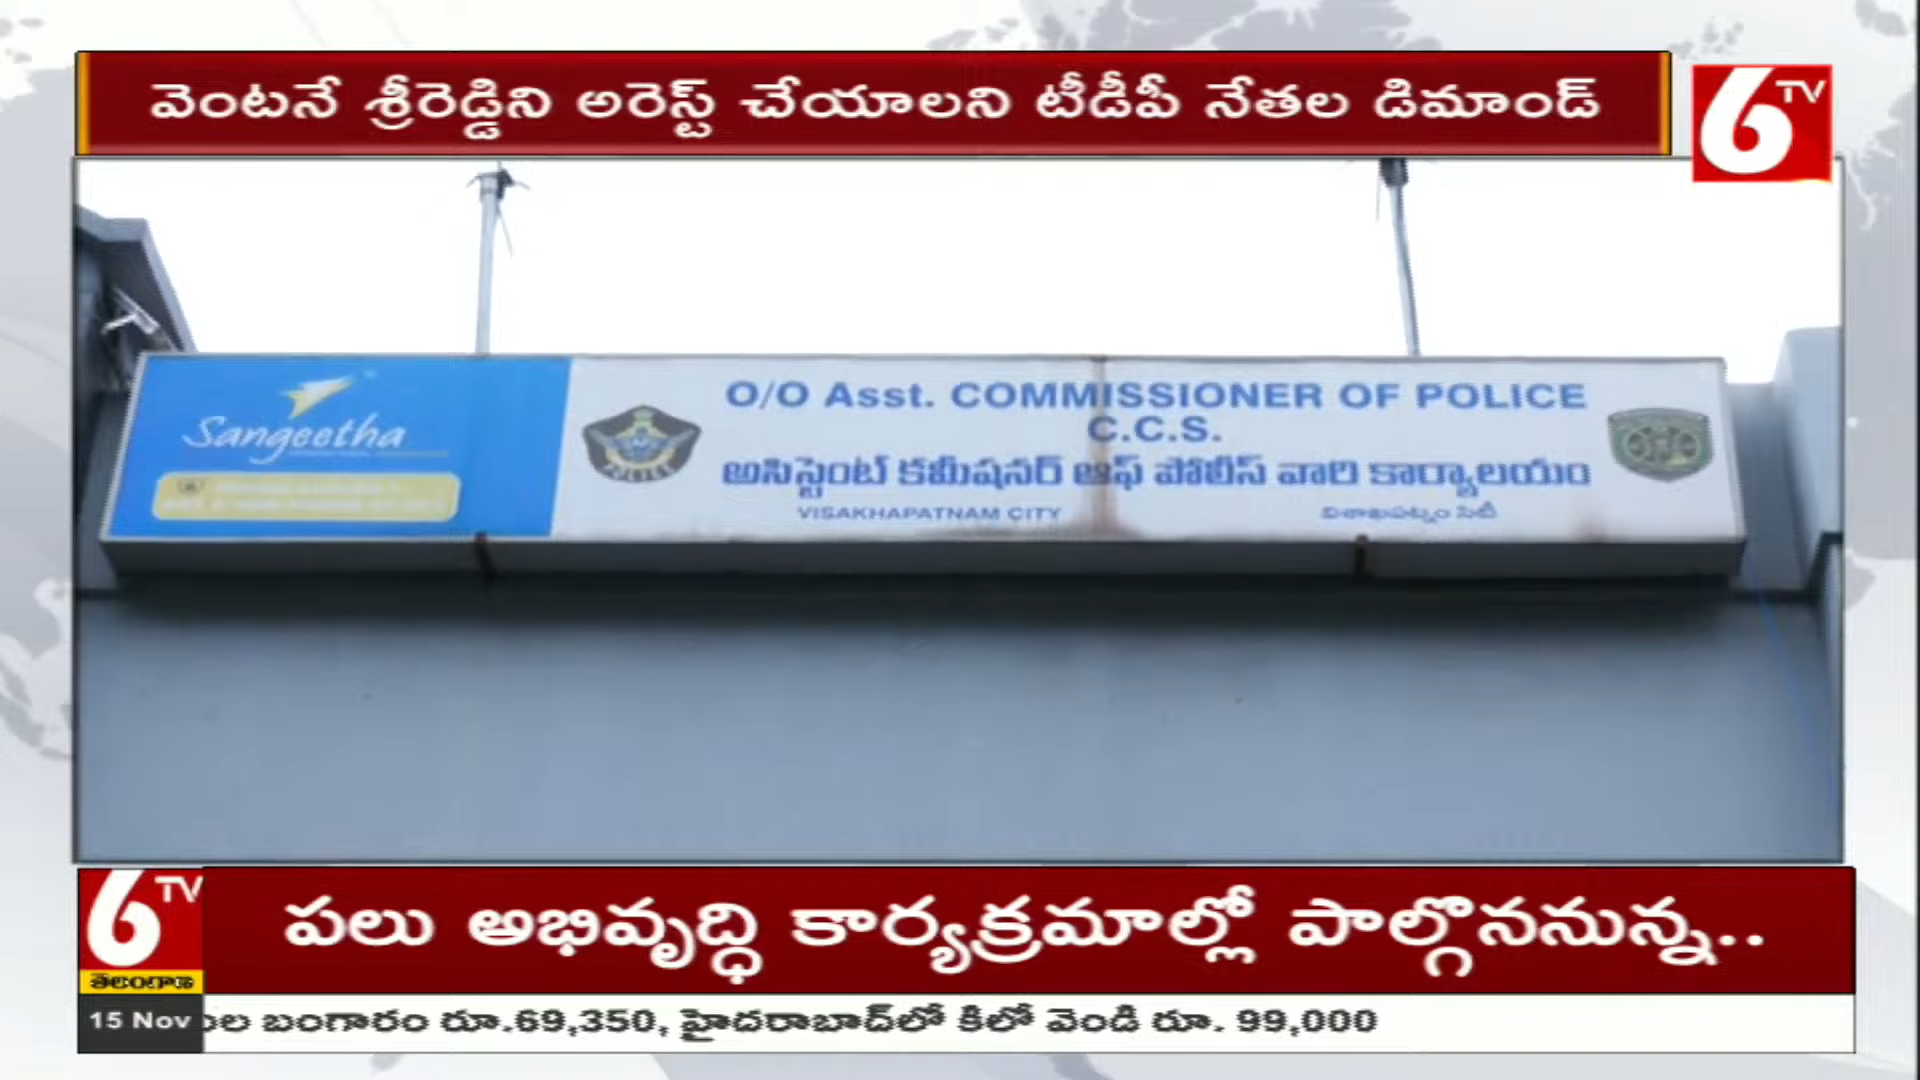 వెంటనే శ్రీరెడ్డిని అరెస్ట్ చేయాలని టీడీపీ నేతల డిమాండ్
6 TV
Sangeetha
POLICE
O/O Asst. COMMISSIONER OF POLICE
C.C.S.
అసిస్టెంట్ కమీషనర్ ఆఫ్ పోలీస్ వారి కార్యాలయం
VISAKHAPATNAM CITY
విశాఖపట్నం సిటీ
6 TV
తెలంగాణ
పలు అభివృద్ధి కార్యక్రమాల్లో పాల్గొననున్న..
15 Nov
బంగారం రూ.69,350, హైదరాబాద్‌లో కిలో వెండి రూ. 99,000